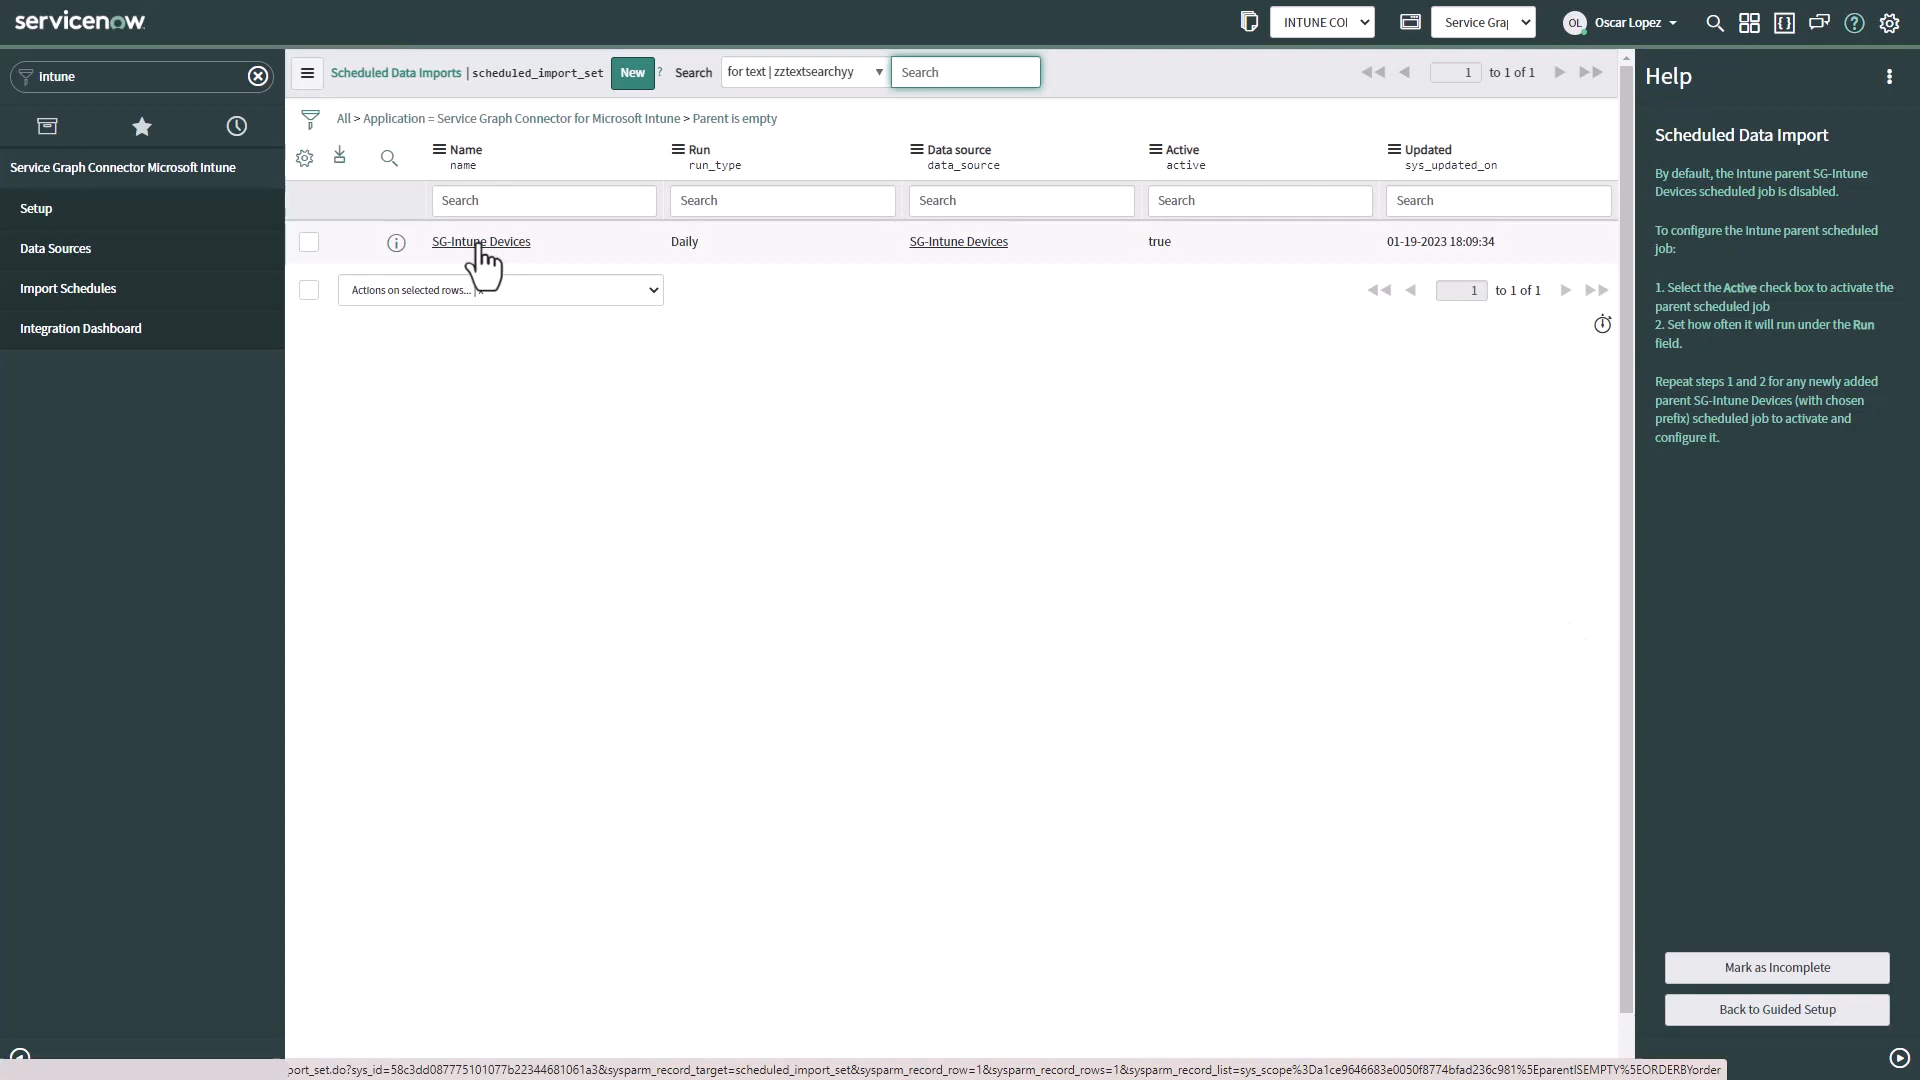 servicenow
INTUNE COI
Service Graj
OL
Oscar Lopez
Intune
Scheduled Data Imports | scheduled_import_set
New
?
Search
for text | zztextsearchyy
Search
1 to 1 of 1
Help
All > Application = Service Graph Connector for Microsoft Intune > Parent is empty
Service Graph Connector Microsoft Intune
Setup
Data Sources
Import Schedules
Integration Dashboard
Name
name
Run
run_type
Data source
data_source
Active
active
Updated
sys_updated_on
Search
Search
Search
Search
Search
SG-Intune Devices
Daily
SG-Intune Devices
true
01-19-2023 18:09:34
Actions on selected rows...
1 to 1 of 1
Scheduled Data Import
By default, the Intune parent SG-Intune
Devices scheduled job is disabled.
To configure the Intune parent scheduled
job:
1. Select the Active check box to activate the
parent scheduled job
2. Set how often it will run under the Run
field.
Repeat steps 1 and 2 for any newly added
parent SG-Intune Devices (with chosen
prefix) scheduled job to activate and
configure it.
Mark as Incomplete
Back to Guided Setup
port_set.do?sys_id=58c3dd087775101077b22344681061a3&sysparm_record_target=scheduled_import_set&sysparm_record_row=1&sysparm_record_rows=1&sysparm_record_list=sys_scope%3Da1ce9646683e0050f8774bfad236c981%5EparentISEMPTY%5EORDERBYorder